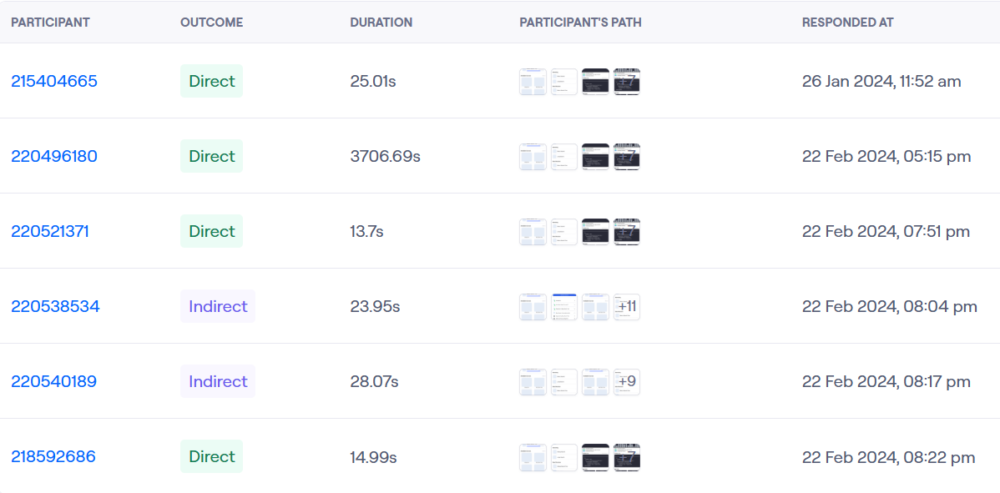 PARTICIPANT OUTCOME DURATION PARTICIPANT'S PATH RESPONDED AT
215404665 Direct 25.01s +7 26 Jan 2024, 11:52 am
220496180 Direct 3706.69s +7 22 Feb 2024, 05:15 pm
220521371 Direct 13.7s +7 22 Feb 2024, 07:51 pm
220538534 Indirect 23.95s +11 22 Feb 2024, 08:04 pm
220540189 Indirect 28.07s +9 22 Feb 2024, 08:17 pm
218592686 Direct 14.99s +7 22 Feb 2024, 08:22 pm